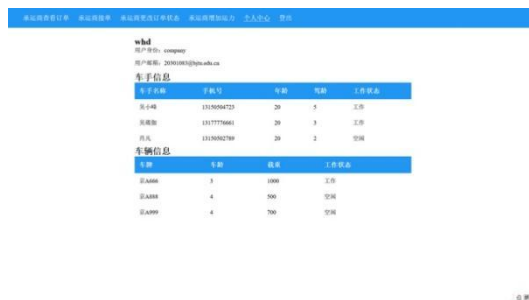 承运商查看订单 承运商接单 承运商更改订单状态 承运商增加运力 个人中心 登出
whd
用户身份：company
用户邮箱：20301083@bjtu.edu.cn
车手信息
车手名称 手机号 年龄 驾龄 工作状态
吴小峰 13150504723 20 5 工作
13177776661 20 3 工作
肖凡 13150502789 20 2 空闲
车辆信息
车牌 车龄 载重 工作状态
京A666 3 1000 工作
京A888 4 500 空闲
京A999 4 700 空闲